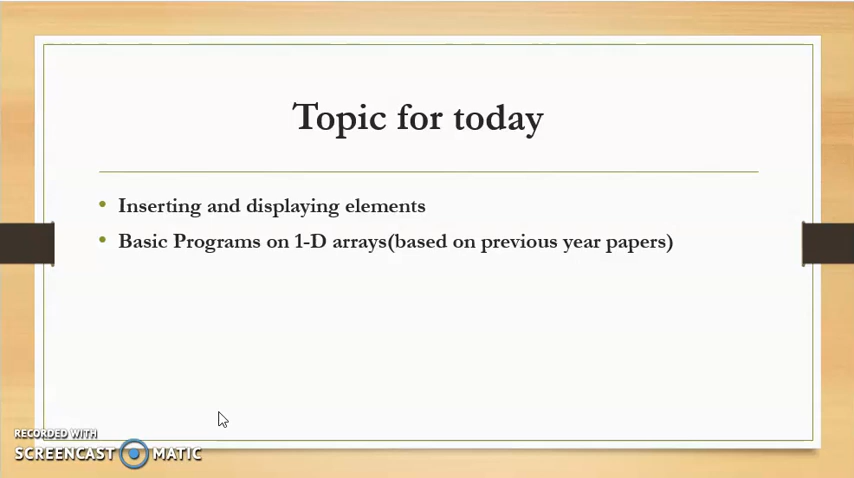 Topic for today
• Inserting and displaying elements
• Basic Programs on 1-D arrays(based on previous year papers)
RECORDED WITH
SCREENCAST MATIC